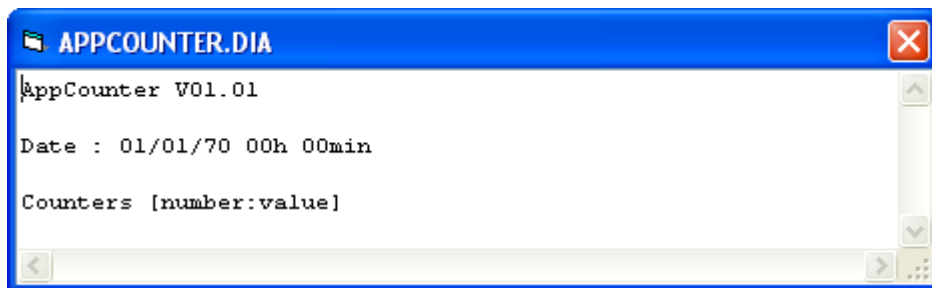 APPCOUNTER.DIA
AppCounter V01.01
Date : 01/01/70 00h 00min
Counters [number:value]